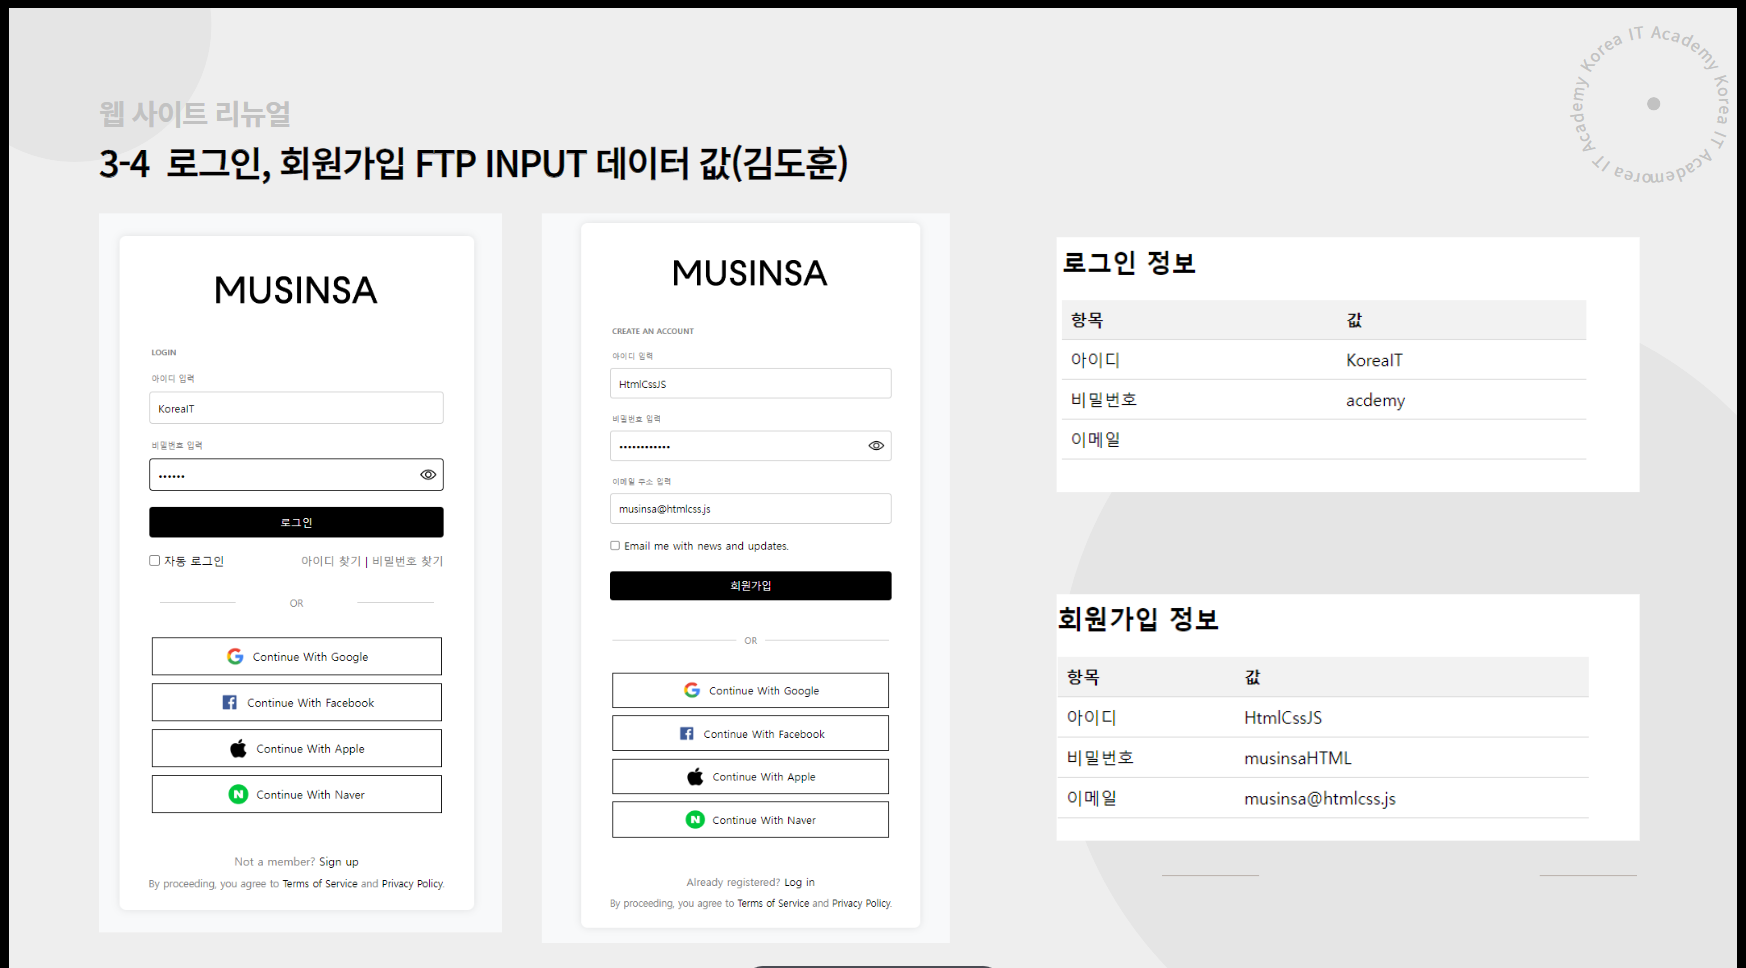 웹 사이트 리뉴얼
3-4 로그인, 회원가입 FTP INPUT 데이터 값(김도훈)
Korea IT Academy Korea IT Academorea IT Academy
MUSINSA
LOGIN
아이디 입력
KoreaIT
비밀번호 입력
••••••
로그인
자동 로그인 아이디 찾기 | 비밀번호 찾기
OR
Continue With Google
Continue With Facebook
Continue With Apple
Continue With Naver
Not a member? Sign up
By proceeding, you agree to Terms of Service and Privacy Policy.
MUSINSA
CREATE AN ACCOUNT
아이디 입력
HtmlCssJS
비밀번호 입력
••••••••••••
이메일 주소 입력
musinsa@htmlcss.js
Email me with news and updates.
회원가입
OR
Continue With Google
Continue With Facebook
Continue With Apple
Continue With Naver
Already registered? Log in
By proceeding, you agree to Terms of Service and Privacy Policy.
로그인 정보
항목 값
아이디 KoreaIT
비밀번호 acdemy
이메일
회원가입 정보
항목 값
아이디 HtmlCssJS
비밀번호 musinsaHTML
이메일 musinsa@htmlcss.js